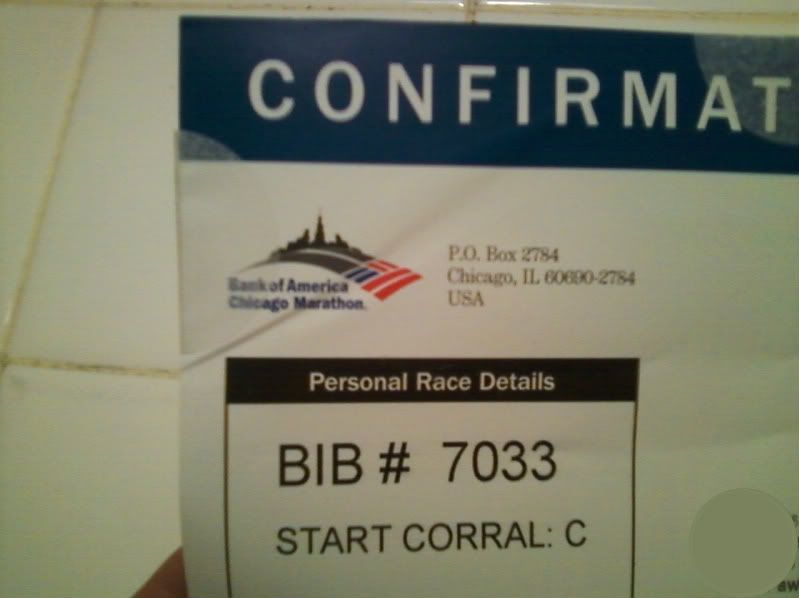 CONFIRMAT
Bank of America
Chicago Marathon
P.O. Box 2784
Chicago, IL 60690-2784
USA
Personal Race Details
BIB # 7033
START CORRAL: C
aw